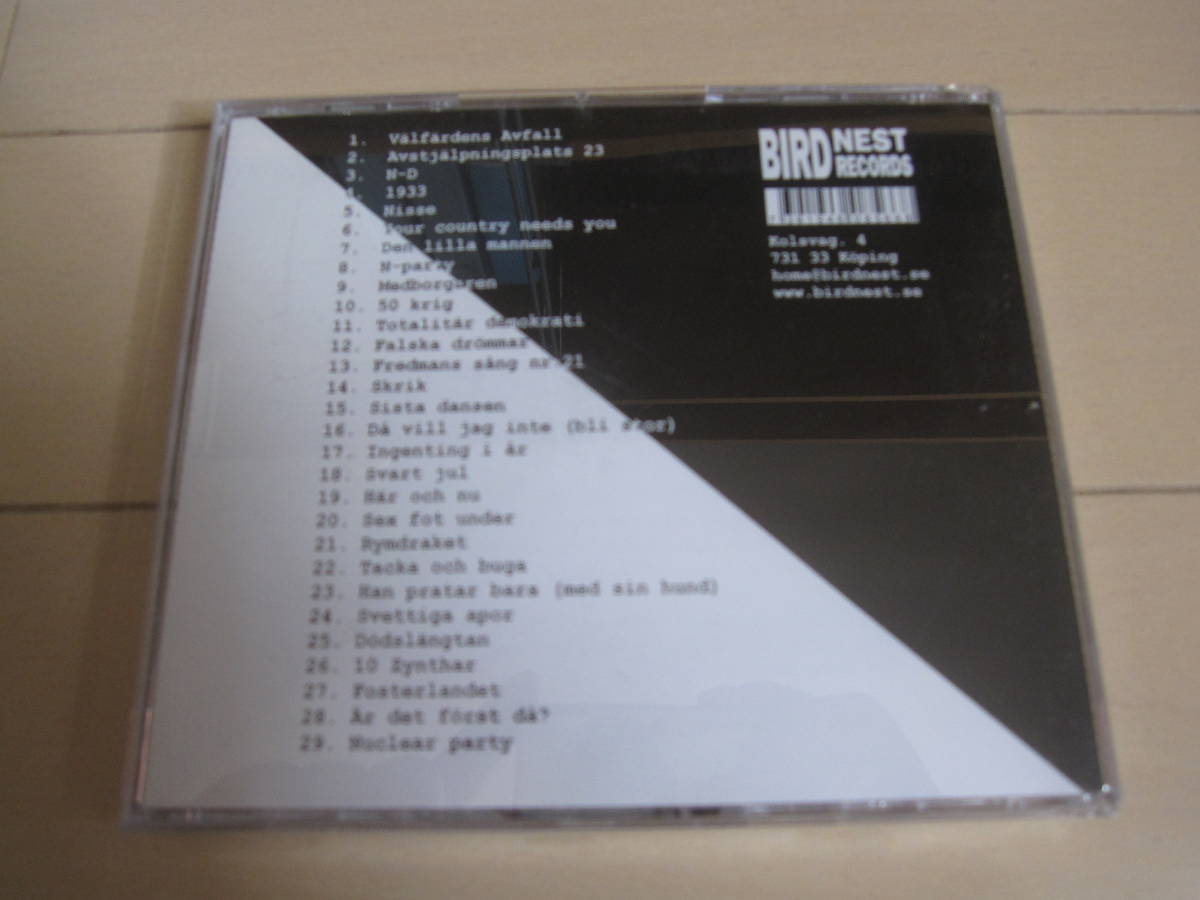 1. Välfärdens Avfall
2. Avstjälpningsplats 23
3. N-D
4. 1933
5. Nisse
6. Your country needs you
7. Den lilla mannen
8. N-party
9. Medborgaren
10. 50 krig
11. Totalitär demokrati
12. Falska drömmar
13. Fredmans sång nr 21
14. Skrik
15. Sista dansen
16. Då vill jag inte (bli stor)
17. Ingenting i år
18. Svart jul
19. Här och nu
20. Sex fot under
21. Rymdraket
22. Tacka och buga
23. Han pratar bara (med sin hund)
24. Svettiga spor
25. Dödslängtan
26. 10 Zynthar
27. Fosterlandet
28. Är det först då?
29. Nuclear party
BIRD NEST
RECORDS
Kolsvag. 4
731 33 Köping
home@birdnest.se
www.birdnest.se